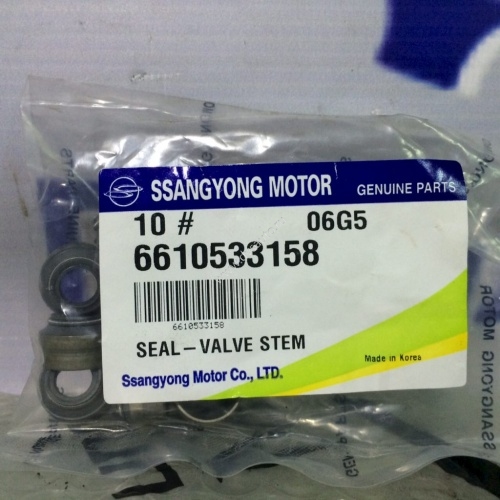 SSANGYONG MOTOR GENUINE PARTS
10 # 06G5
6610533158
6610533158
SEAL-VALVE STEM
Made in Korea
Ssangyong Motor Co., LTD.
SSANGYONG MOTOR